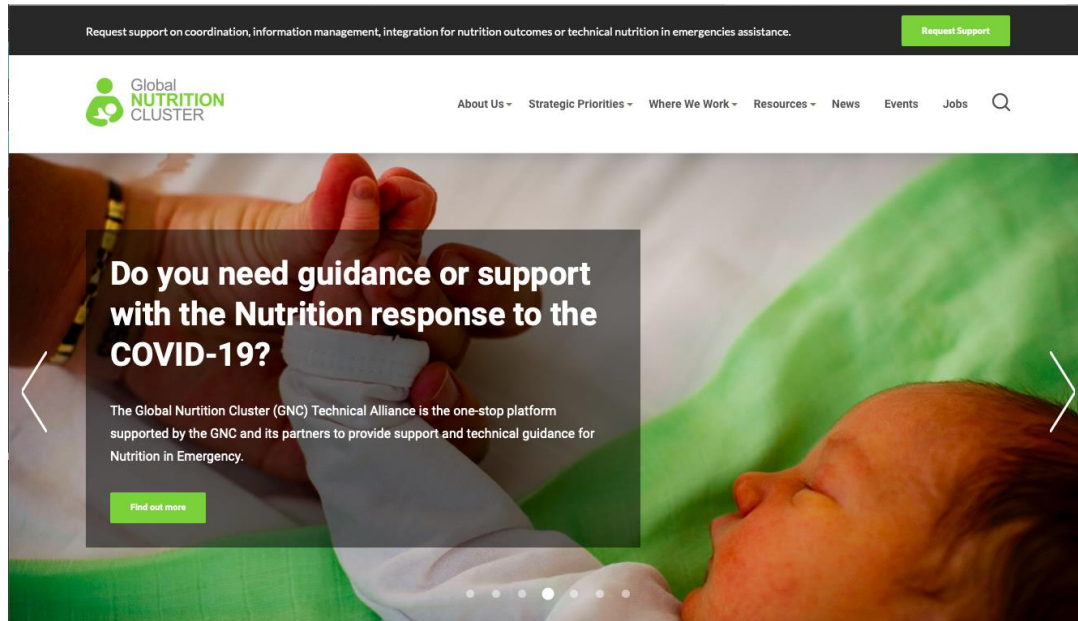 Request support on coordination, information management, integration for nutrition outcomes or technical nutrition in emergencies assistance.
Request Support
Global
NUTRITION
CLUSTER
About Us
Strategic Priorities
Where We Work
Resources
News
Events
Jobs
Do you need guidance or support
with the Nutrition response to the
COVID-19?
The Global Nurtition Cluster (GNC) Technical Alliance is the one-stop platform
supported by the GNC and its partners to provide support and technical guidance for
Nutrition in Emergency.
Find out more